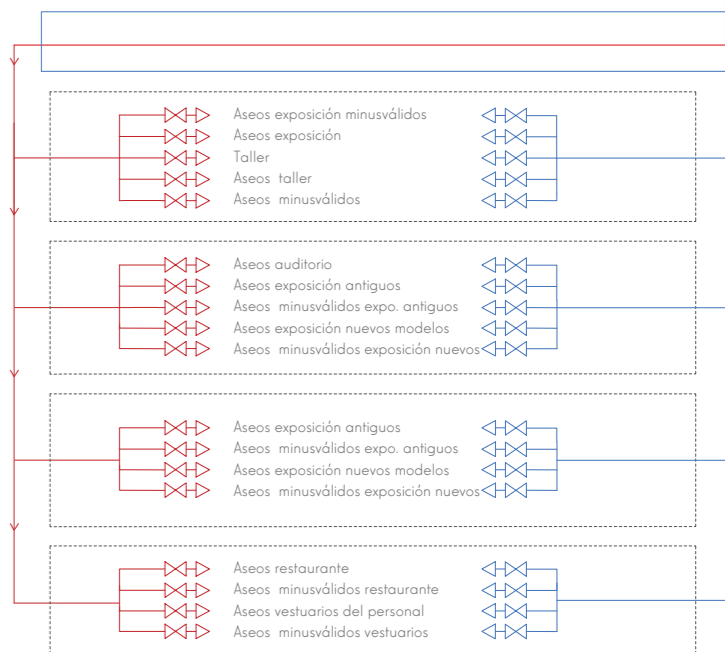 Aseos exposición minusválidos
Aseos exposición
Taller
Aseos taller
Aseos minusválidos
Aseos auditorio
Aseos exposición antiguos
Aseos minusválidos expo. antiguos
Aseos exposición nuevos modelos
Aseos minusválidos exposición nuevos
Aseos exposición antiguos
Aseos minusválidos expo. antiguos
Aseos exposición nuevos modelos
Aseos minusválidos exposición nuevos
Aseos restaurante
Aseos minusválidos restaurante
Aseos vestuarios del personal
Aseos minusválidos vestuarios